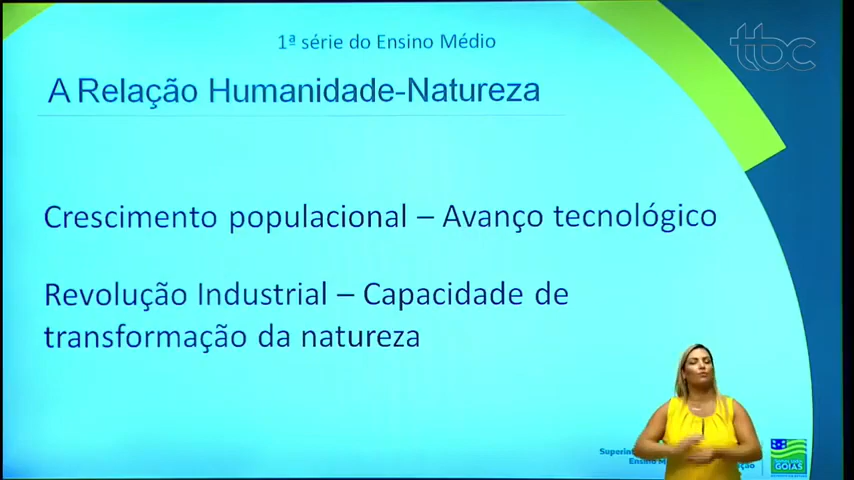 1ª série do Ensino Médio
ttbc
A Relação Humanidade-Natureza
Crescimento populacional – Avanço tecnológico
Revolução Industrial – Capacidade de
transformação da natureza
GOIÁS